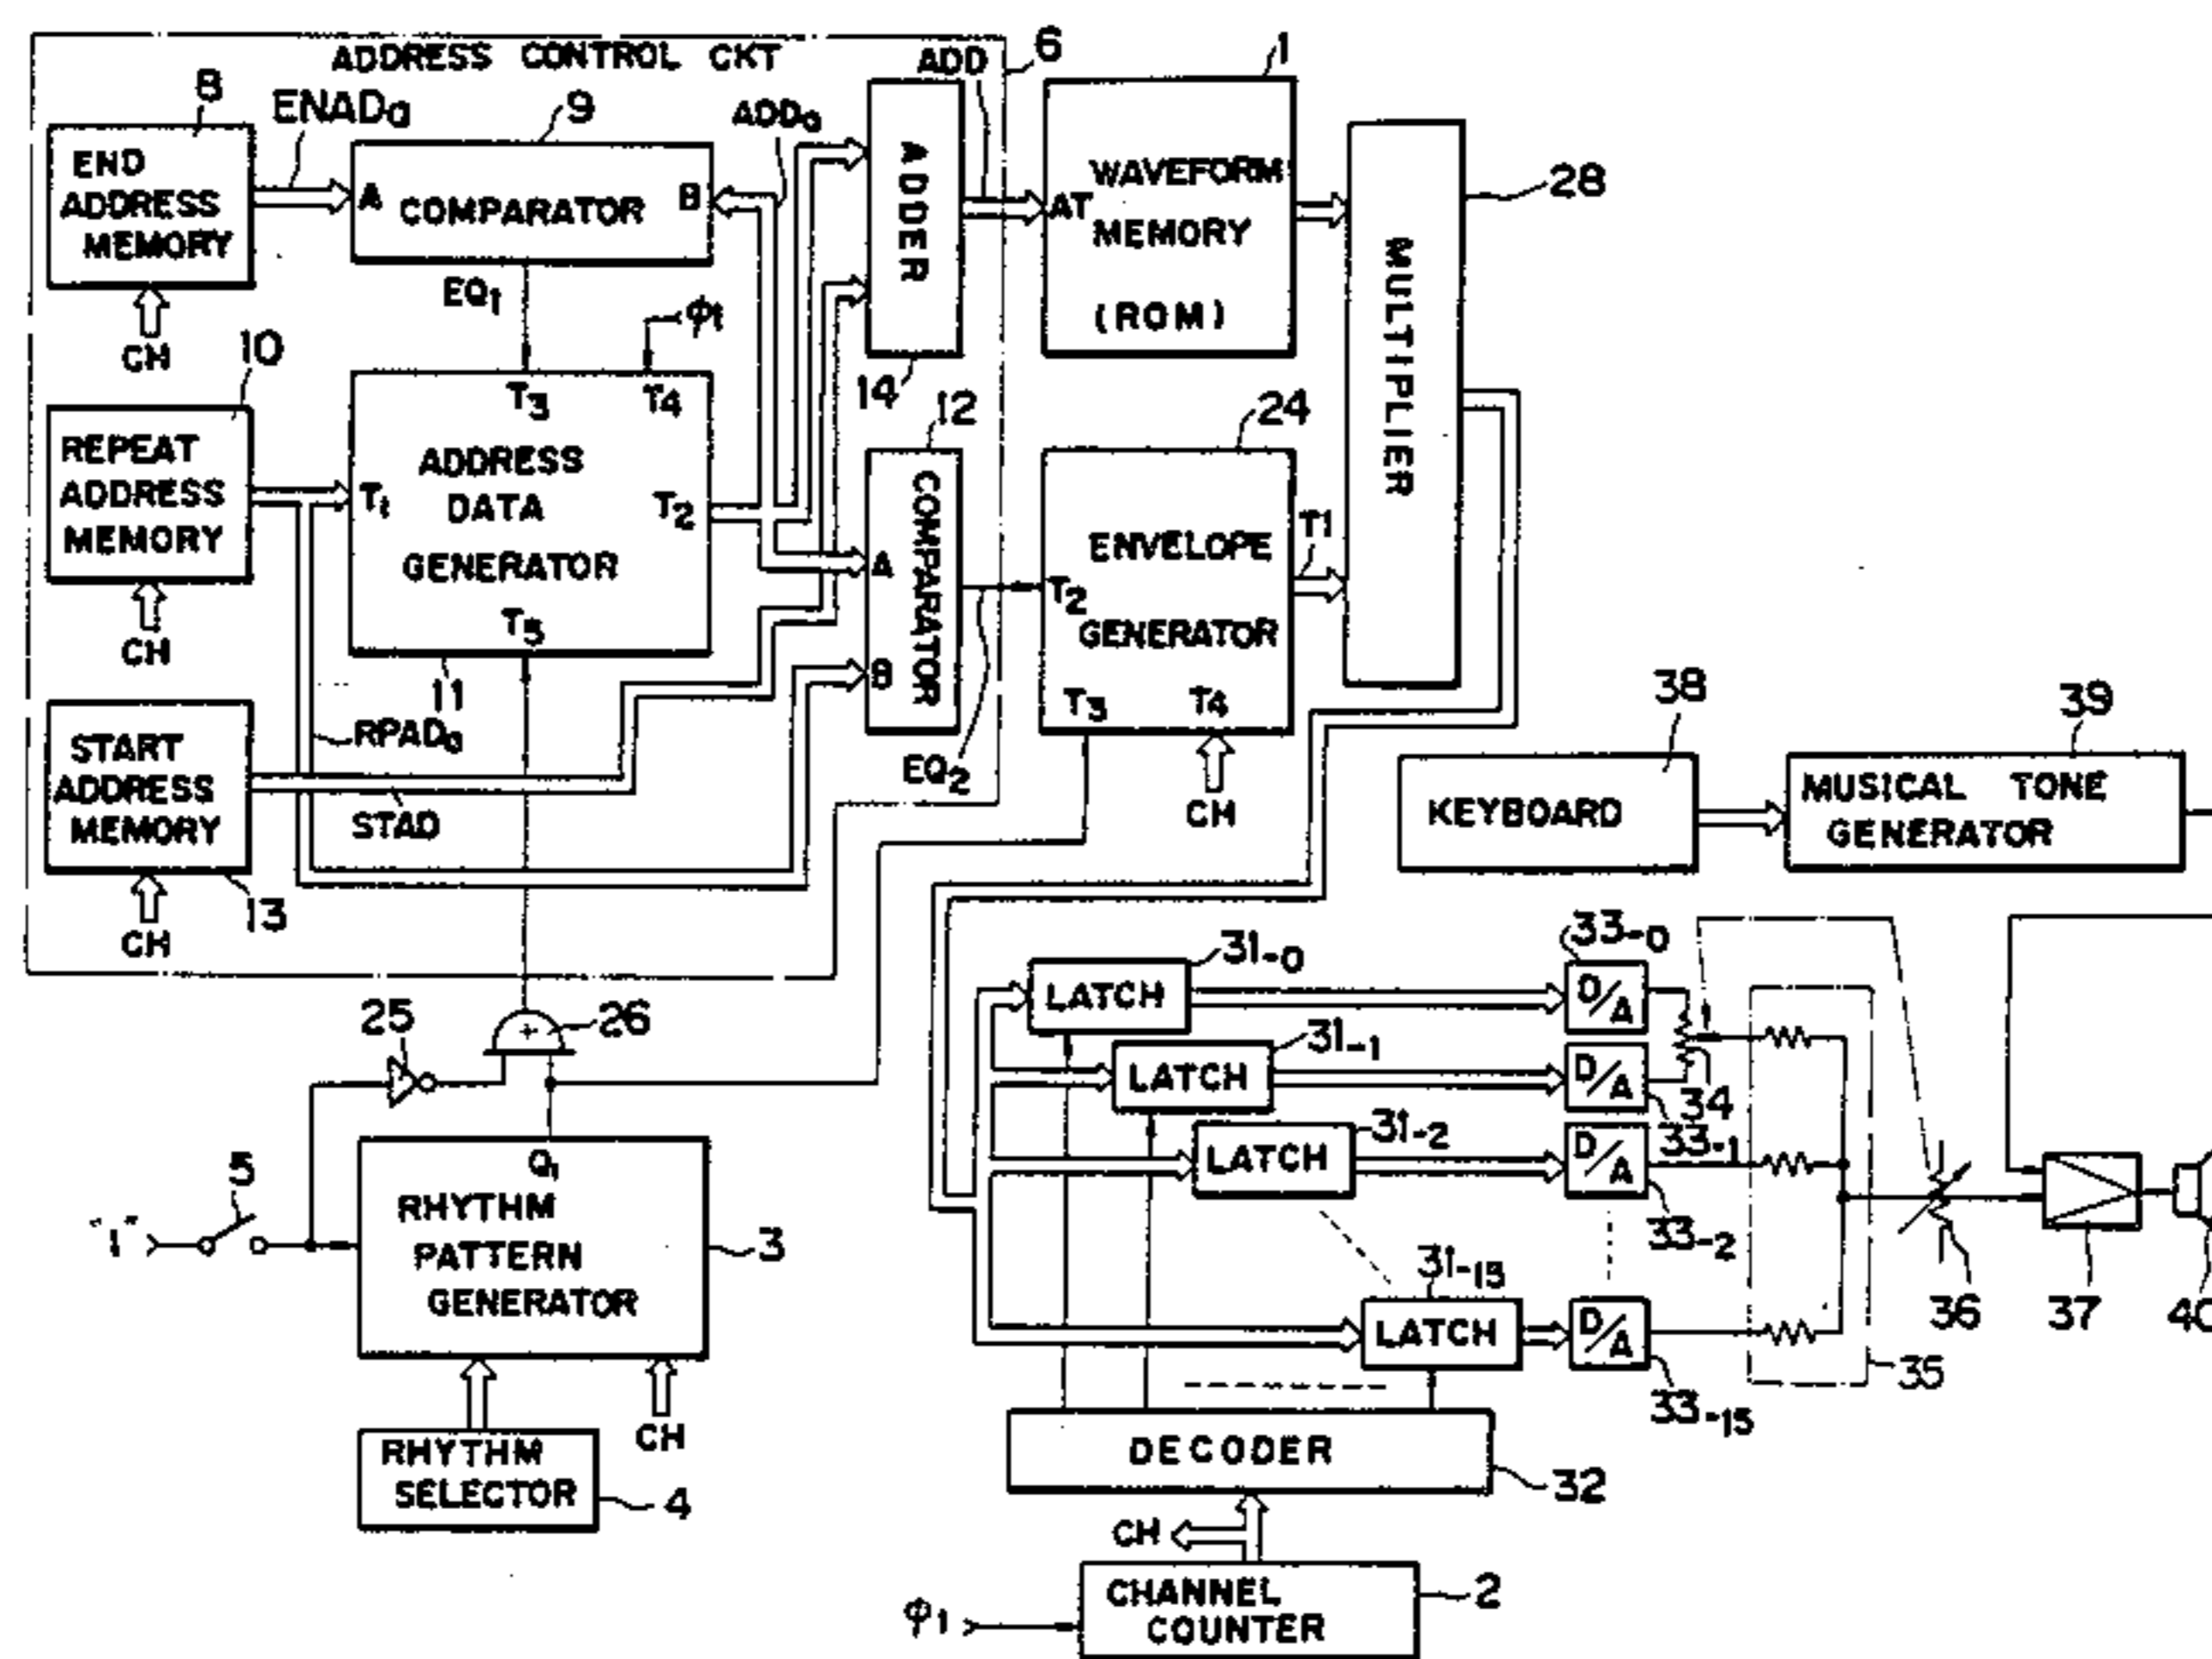 ADDRESS CONTROL CKT
6
1
8
ENADa
9
ADDa
ADD
END
ADDRESS
MEMORY
A
COMPARATOR
B
ADDER
AT
WAVEFORM
MEMORY
(ROM)
MULTIPLIER
28
CH
EQ1
φ1
14
10
REPEAT
ADDRESS
MEMORY
T1
T3
T4
ADDRESS
DATA
GENERATOR
T2
T5
11
12
COMPARATOR
A
B
24
ENVELOPE
GENERATOR
T1
T2
T3
T4
CH
RPADa
EQ2
CH
START
ADDRESS
MEMORY
STAD
13
CH
38
KEYBOARD
39
MUSICAL TONE
GENERATOR
25
26
31-0
LATCH
33-0
D/A
31-1
LATCH
D/A
34
33-1
31-2
LATCH
D/A
33-2
31-15
LATCH
D/A
33-15
35
36
37
40
5
"1"
Q1
RHYTHM
PATTERN
GENERATOR
3
CH
RHYTHM
SELECTOR
4
DECODER
32
CH
φ1
CHANNEL
COUNTER
2